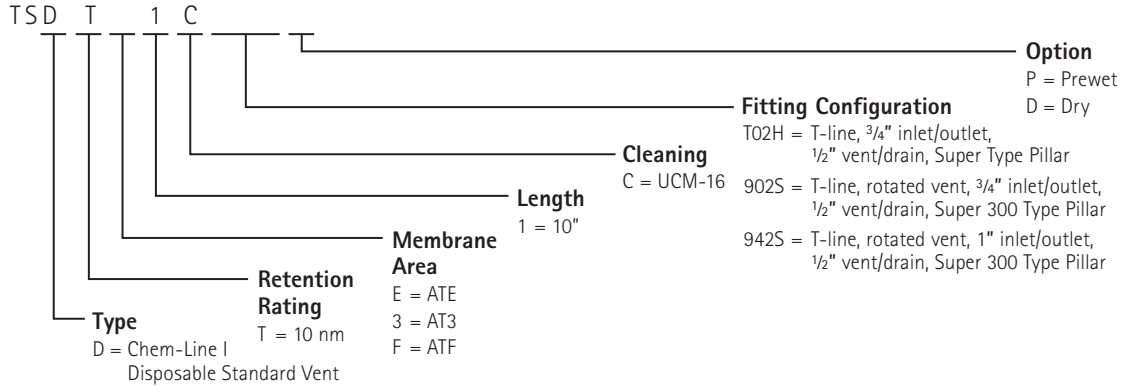 TSD T 1 C
Option
P = Prewet
D = Dry
Fitting Configuration
T02H = T-line, 3/4" inlet/outlet,
1/2" vent/drain, Super Type Pillar
902S = T-line, rotated vent, 3/4" inlet/outlet,
1/2" vent/drain, Super 300 Type Pillar
942S = T-line, rotated vent, 1" inlet/outlet,
1/2" vent/drain, Super 300 Type Pillar
Cleaning
C = UCM-16
Length
1 = 10"
Membrane
Area
E = ATE
3 = AT3
F = ATF
Retention
Rating
T = 10 nm
Type
D = Chem-Line I
Disposable Standard Vent